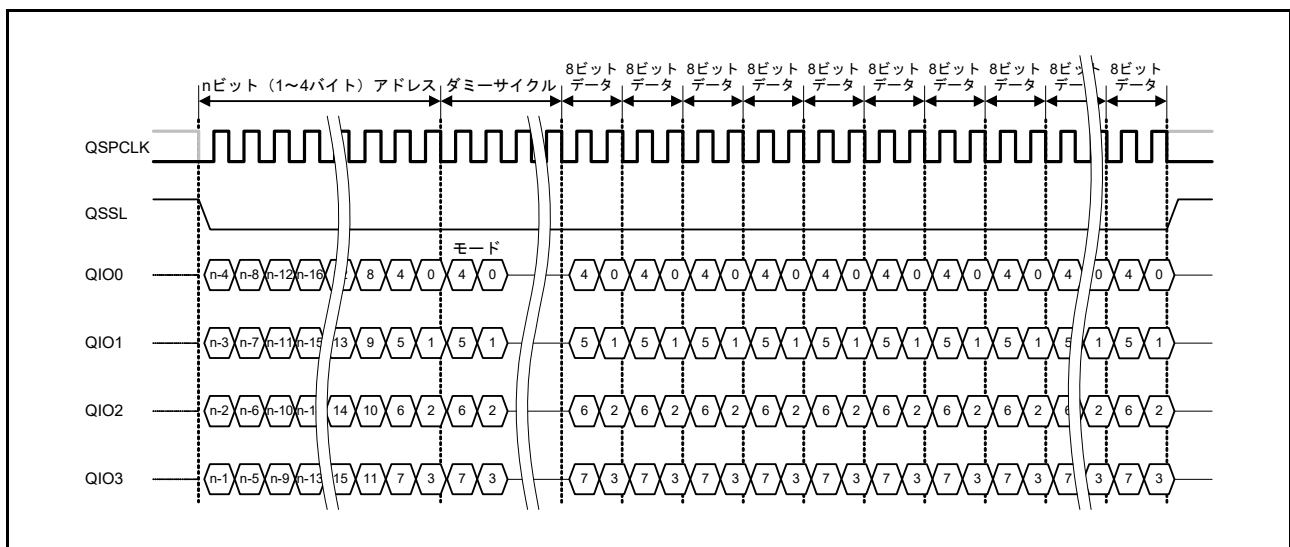 8ビット 8ビット 8ビット 8ビット 8ビット 8ビット 8ビット 8ビット 8ビッ 8ビット
nビット（1～4バイト）アドレス ダミーサイクル データ データ データ データ データ データ データ データ デー データ
QSPCLK
QSSL
モード
QIO0 n-4 n-8 n-12 n-16 2 8 4 0 4 0 4 0 4 0 4 0 4 0 4 0 4 0 4 0 4 0 4 0 4 0
QIO1 n-3 n-7 n-11 n-15 13 9 5 1 5 1 5 1 5 1 5 1 5 1 5 1 5 1 5 1 5 1 5 1 5 1
QIO2 n-2 n-6 n-10 n-1 14 10 6 2 6 2 6 2 6 2 6 2 6 2 6 2 6 2 6 2 6 2 6 2 6 2
QIO3 n-1 n-5 n-9 n-13 15 11 7 3 7 3 7 3 7 3 7 3 7 3 7 3 7 3 7 3 7 3 7 3 7 3